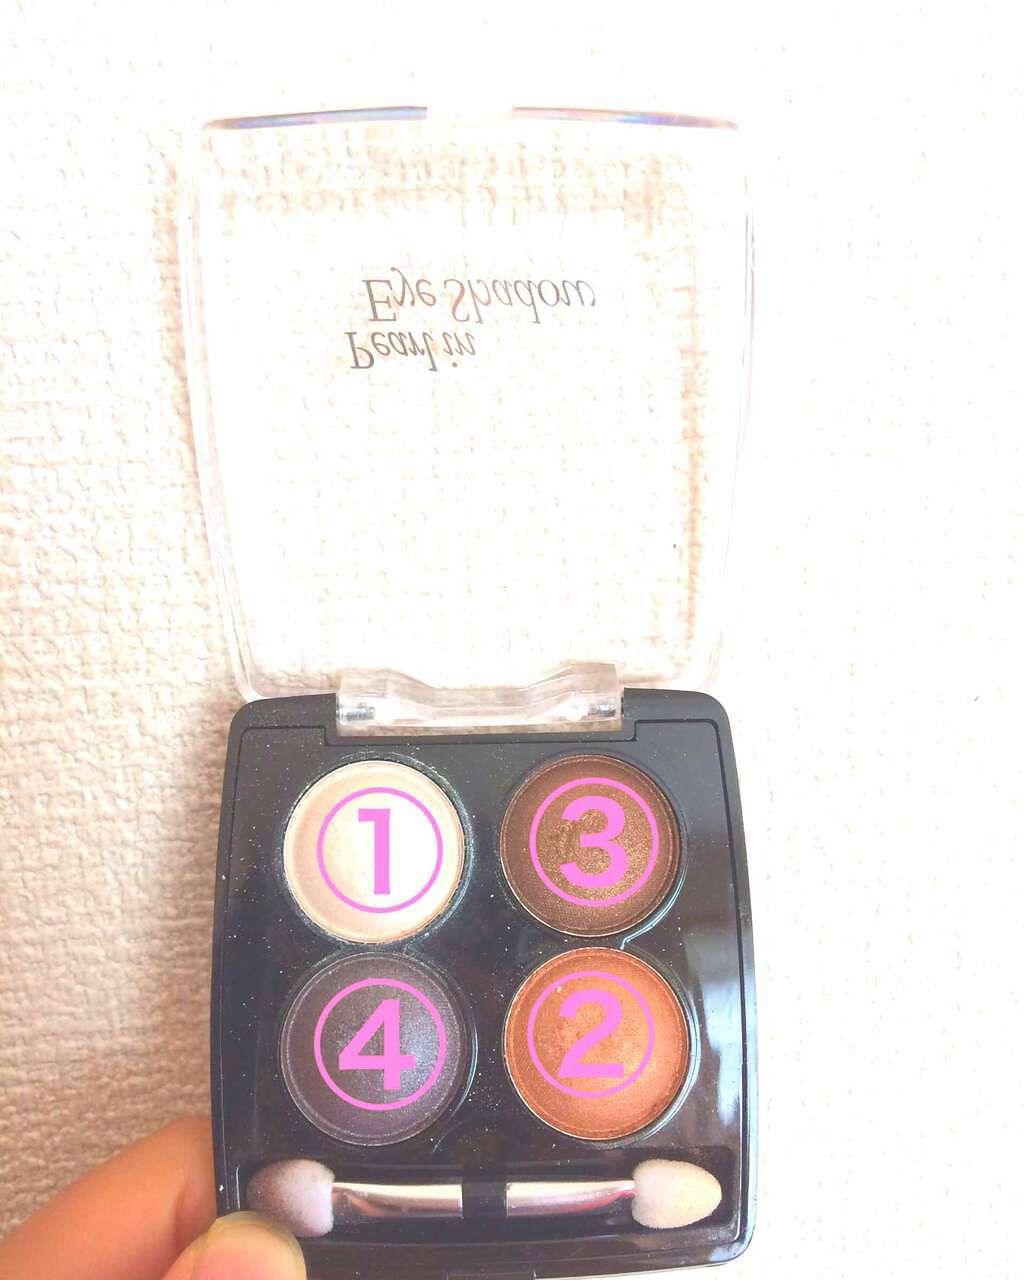 Pearl in
Eye Shadow
①
③
④
②